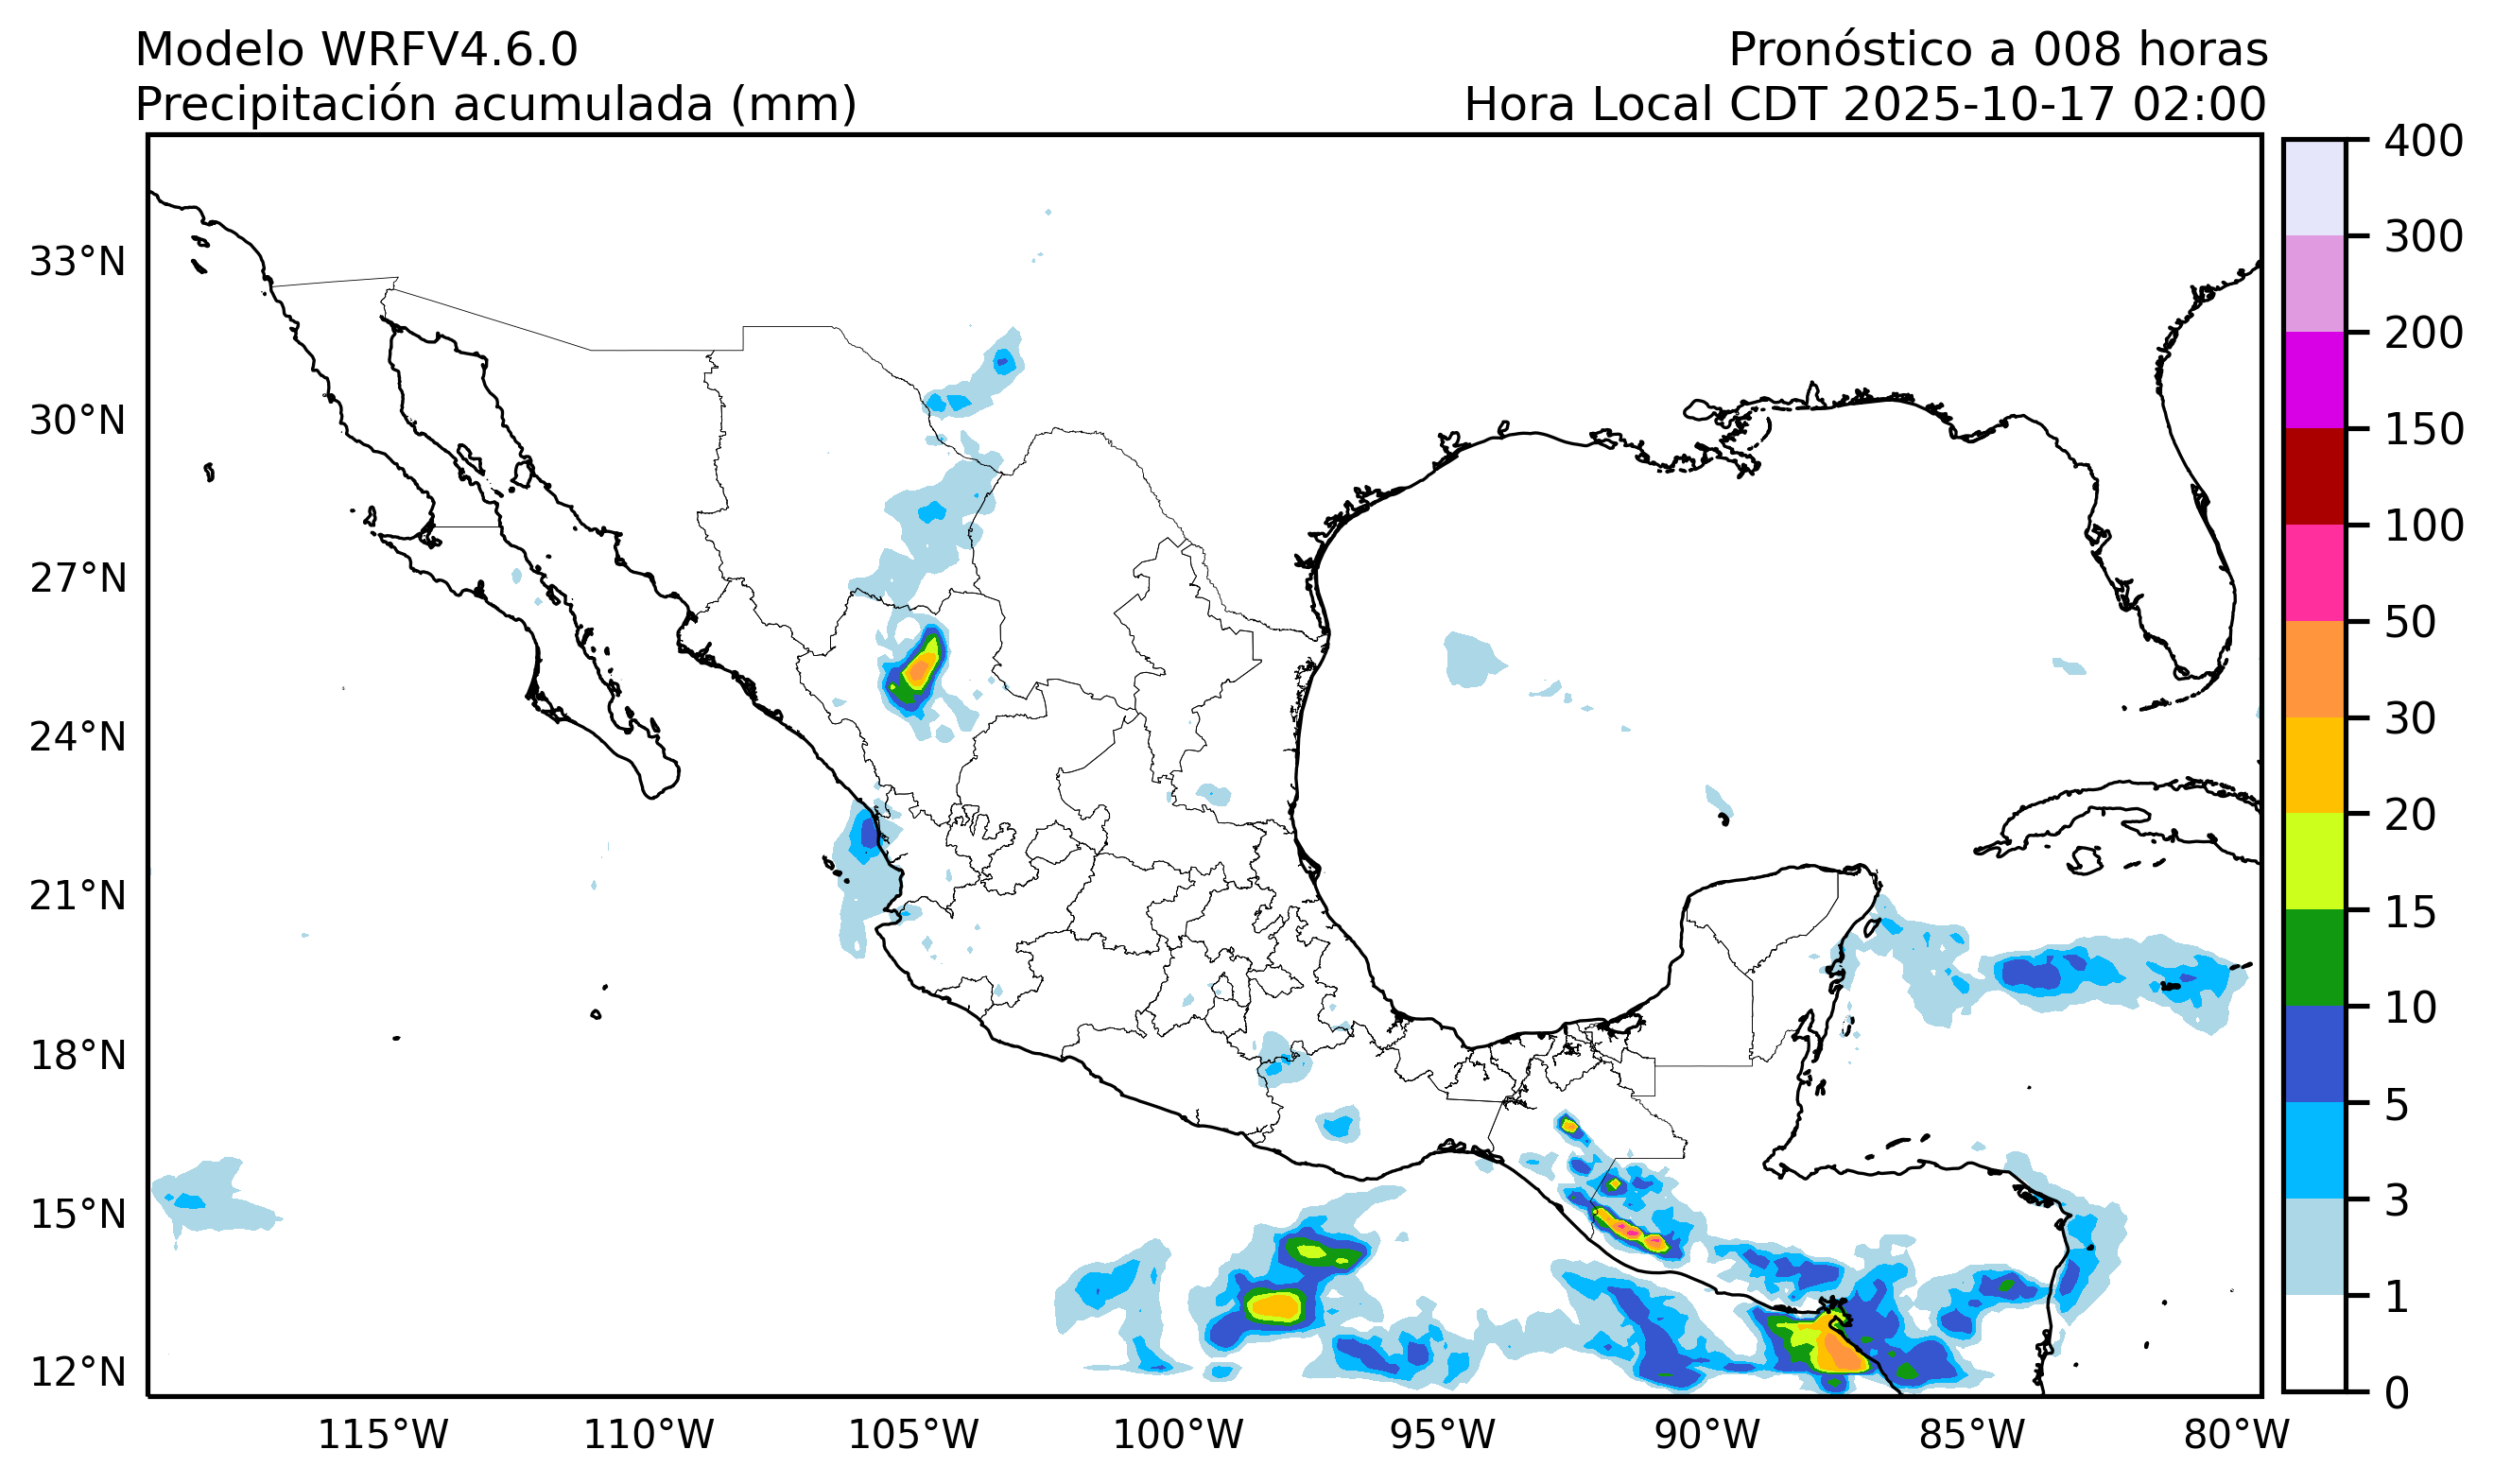 Modelo WRFV4.6.0
Pronóstico a 008 horas
Precipitación acumulada (mm)
Hora Local CDT 2025-10-17 02:00
400
300
200
150
100
50
30
20
15
10
5
3
1
0
33°N
30°N
27°N
24°N
21°N
18°N
15°N
12°N
115°W
110°W
105°W
100°W
95°W
90°W
85°W
80°W